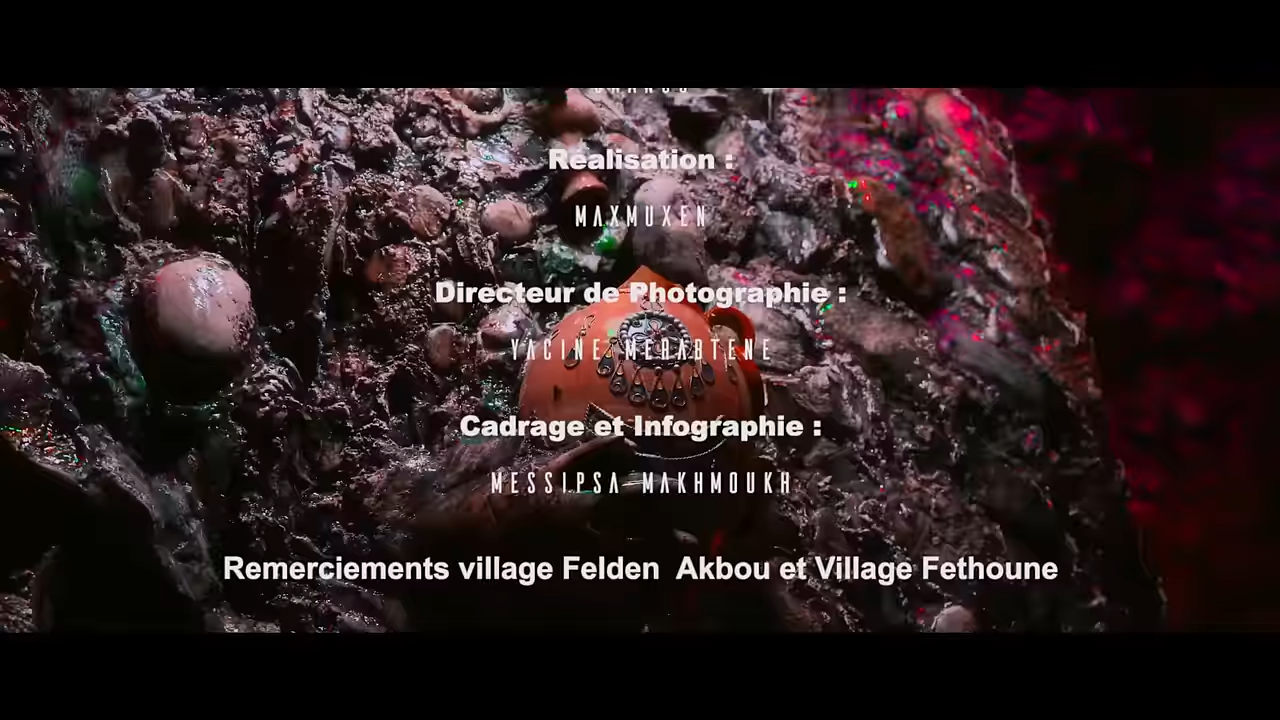 Realisation :
MAXMUXEN
Directeur de Photographie :
YACINE MERABTENE
Cadrage et Infographie :
MESSIPSA MAKHMOUKH
Remerciements village Felden Akbou et Village Fethoune